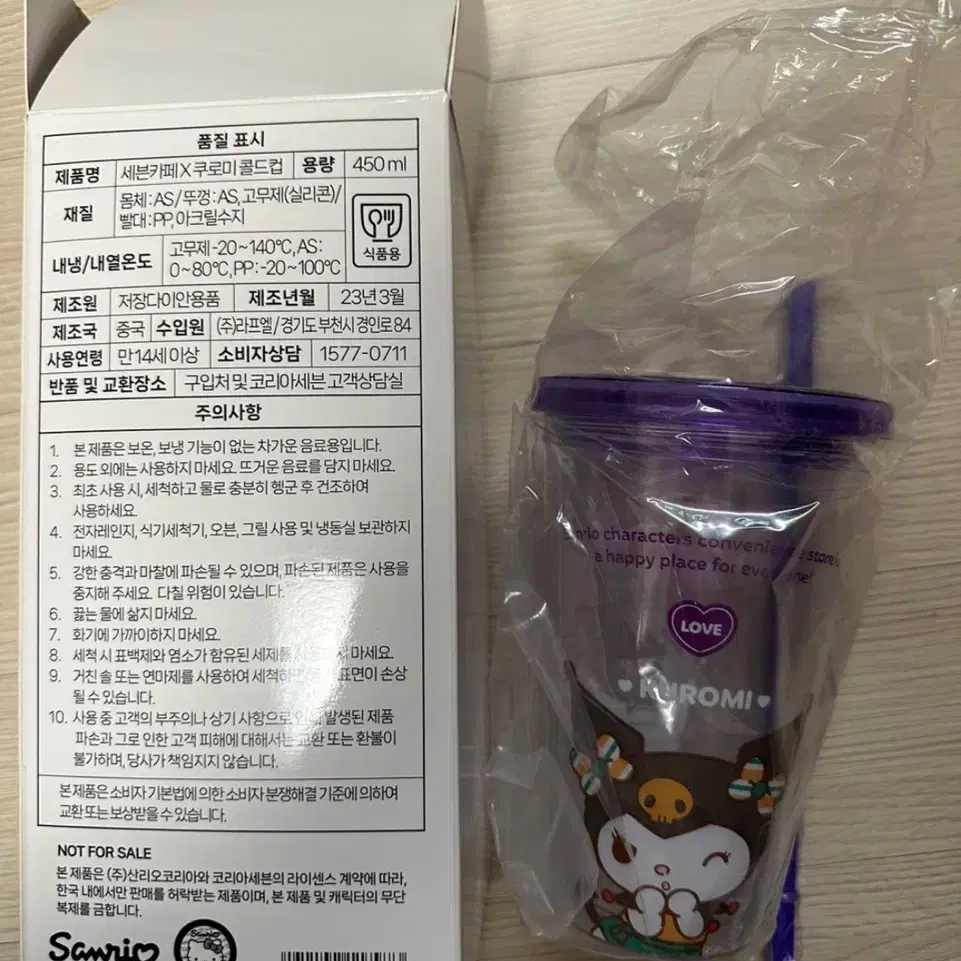 품질 표시
제품명 세븐카페 X 쿠로미 콜드컵 용량 450 ml
재질 몸체 : AS / 뚜껑 : AS, 고무제(실리콘)/
빨대 : PP, 아크릴수지
식품용
내냉/내열온도 고무제 -20~140℃, AS :
0~80℃, PP : -20~100℃
제조원 저장다이안용품 제조년월 23년 3월
제조국 중국 수입원 (주)라프엘 / 경기도 부천시 경인로 84
사용연령 만 14세 이상 소비자상담 1577-0711
반품 및 교환장소 구입처 및 코리아세븐 고객상담실
주의사항
1. 본 제품은 보온, 보냉 기능이 없는 차가운 음료용입니다.
2. 용도 외에는 사용하지 마세요. 뜨거운 음료를 담지 마세요.
3. 최초 사용 시, 세척하고 물로 충분히 헹군 후 건조하여
사용하세요.
4. 전자레인지, 식기세척기, 오븐, 그릴 사용 및 냉동실 보관하지
마세요.
5. 강한 충격과 마찰에 파손될 수 있으며, 파손된 제품은 사용을
중지해 주세요. 다칠 위험이 있습니다.
6. 끓는 물에 삶지 마세요.
7. 화기에 가까이하지 마세요.
8. 세척 시 표백제와 염소가 함유된 세제를 마세요.
9. 거친 솔 또는 연마제를 사용하여 세척하면 표면이 손상
될 수 있습니다.
10. 사용 중 고객의 부주의나 상기 사항으로 인해 발생된 제품
파손과 그로 인한 고객 피해에 대해서는 교환 또는 환불이
불가하며, 당사가 책임지지 않습니다.
본 제품은 소비자 기본법에 의한 소비자 분쟁해결 기준에 의하여
교환 또는 보상받을 수 있습니다.
NOT FOR SALE
본 제품은 (주)산리오코리아와 코리아세븐의 라이센스 계약에 따라,
한국 내에서만 판매를 허락받는 제품이며, 본 제품 및 캐릭터의 무단
복제를 금합니다.
Sanrio
characters convenience store is
a happy place for everyone!
LOVE
KUROMI